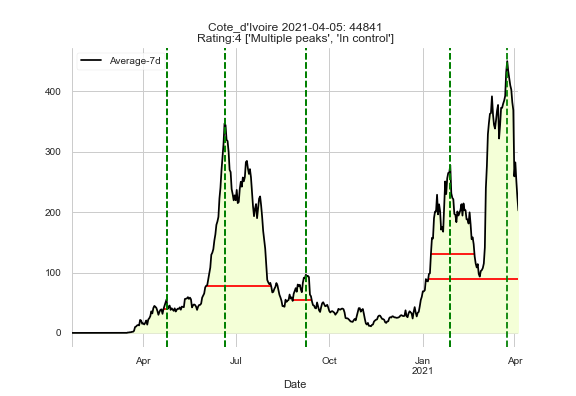 Cote_d'Ivoire 2021-04-05: 44841
Rating:4 ['Multiple peaks', 'In control']
Average-7d
400
300
200
100
0
Apr
Jul
Oct
Jan
2021
Apr
Date